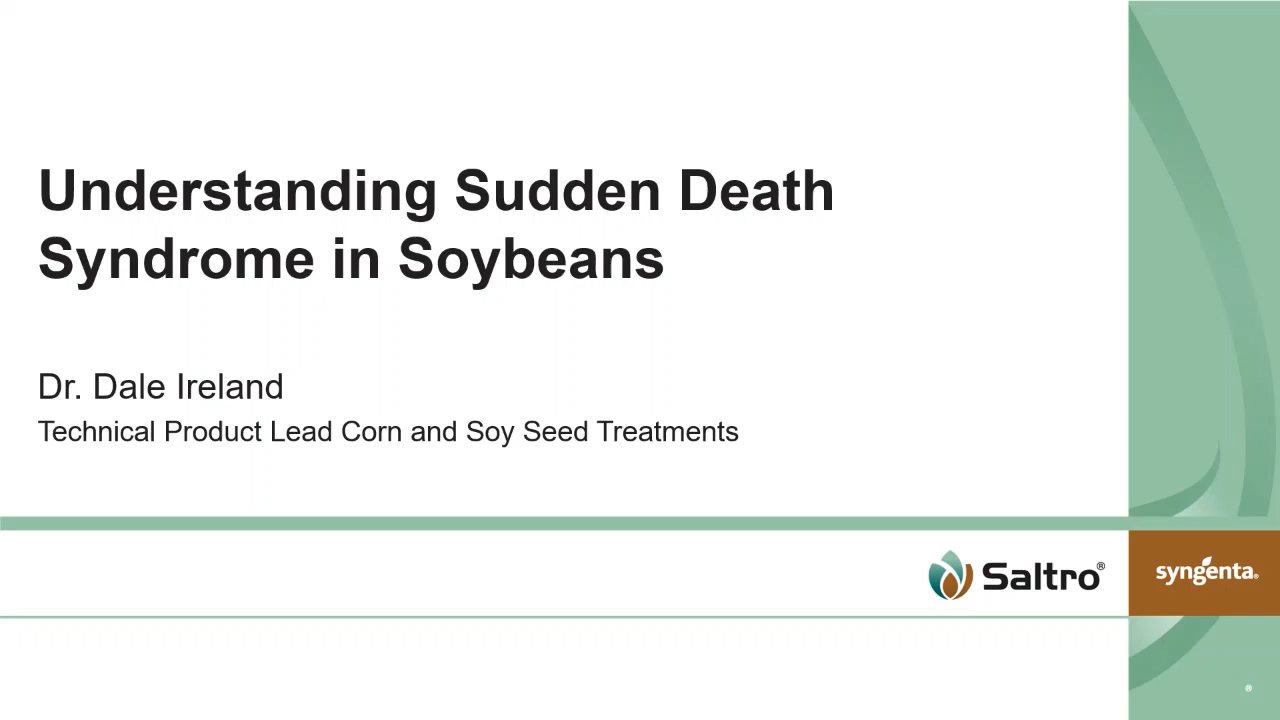 Understanding Sudden Death
Syndrome in Soybeans
Dr. Dale Ireland
Technical Product Lead Corn and Soy Seed Treatments
Saltro®
syngenta®
®